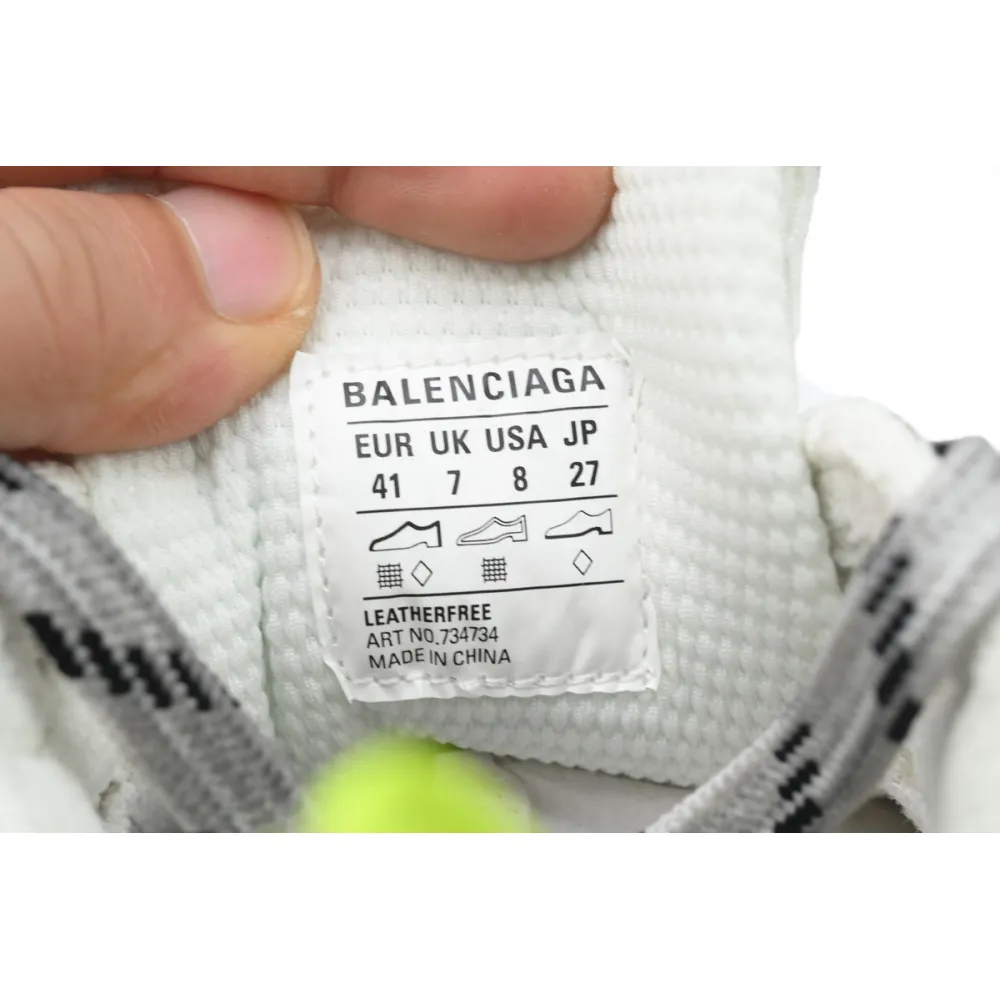 BALENCIAGA
EUR UK USA JP
41 7 8 27
LEATHERFREE
ART NO.734734
MADE IN CHINA